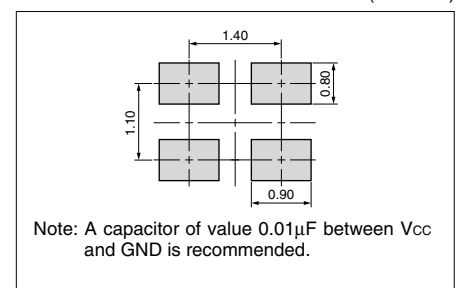 1.40
0.80
1.10
0.90
Note: A capacitor of value 0.01µF between Vcc
and GND is recommended.